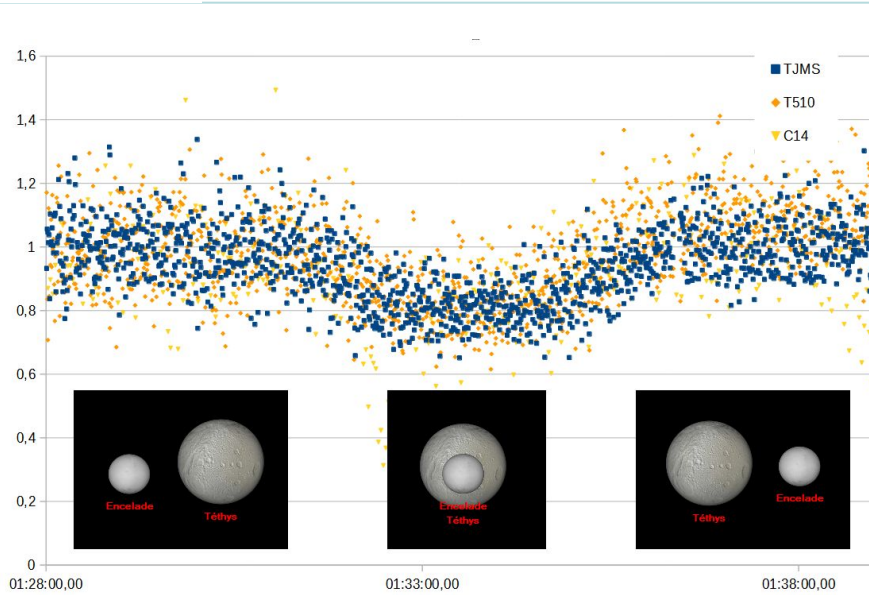 1,6
TJMS
1,4
T510
C14
1,2
1
0,8
0,6
0,4
Encelade
Téthys
Encelade
Téthys
Encelade
Téthys
0,2
0
01:28:00,00
01:33:00,00
01:38:00,00